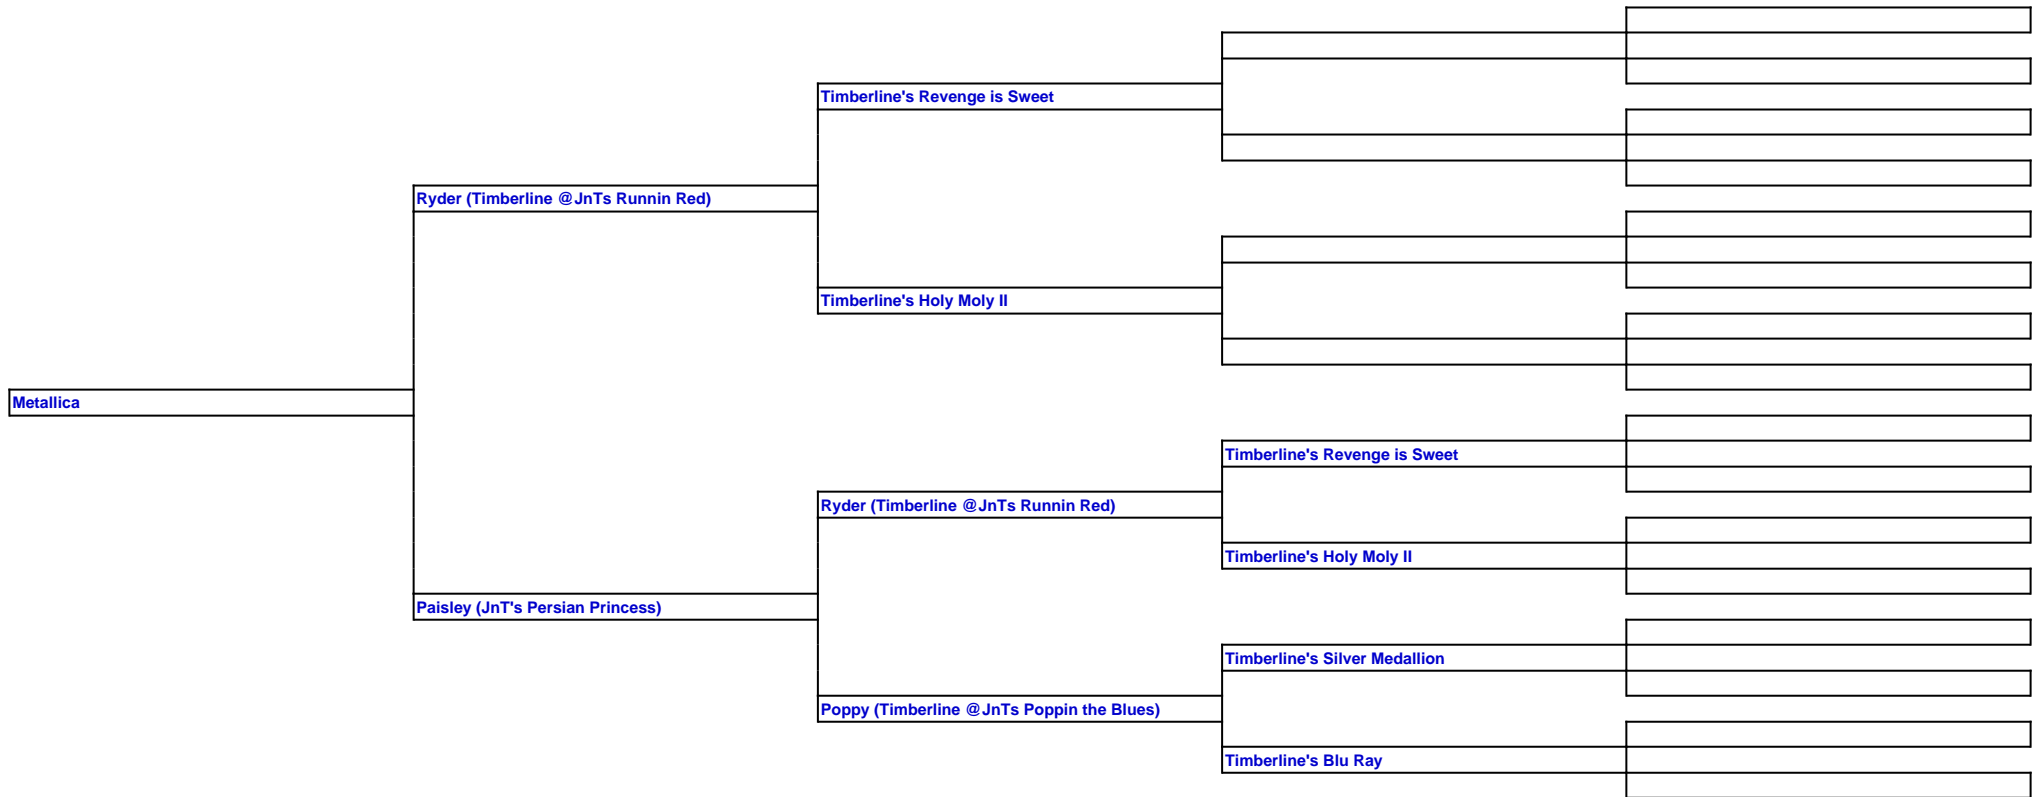 Timberline's Revenge is Sweet
Ryder (Timberline @JnTs Runnin Red)
Timberline's Holy Moly II
Metallica
Timberline's Revenge is Sweet
Ryder (Timberline @JnTs Runnin Red)
Timberline's Holy Moly II
Paisley (JnT's Persian Princess)
Timberline's Silver Medallion
Poppy (Timberline @JnTs Poppin the Blues)
Timberline's Blu Ray